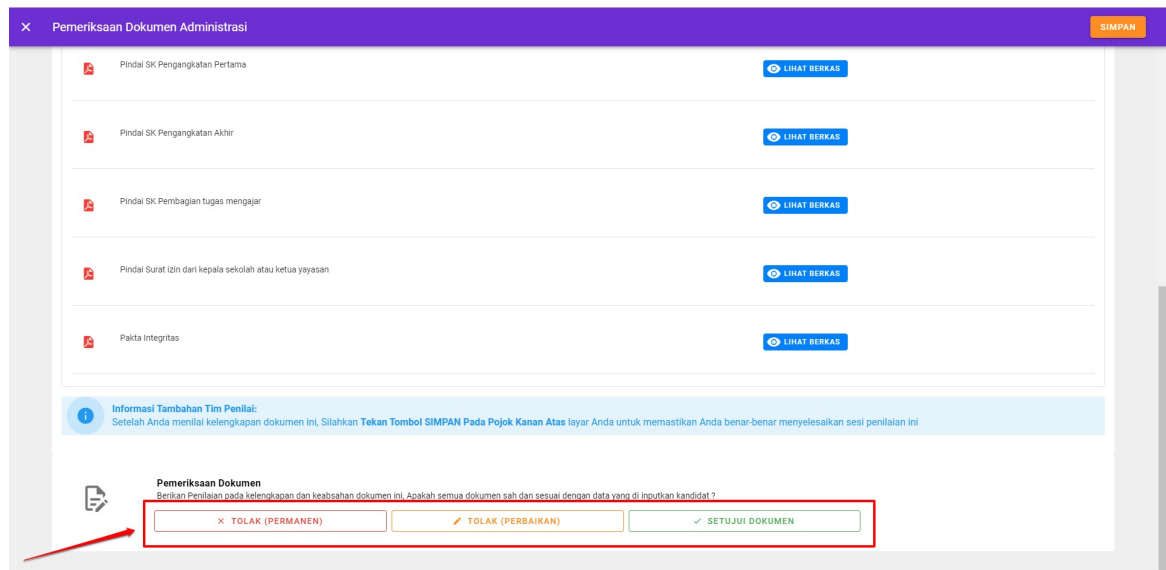 Pemeriksaan Dokumen Administrasi
SIMPAN
Pindai SK Pengangkatan Pertama
LIHAT BERKAS
Pindai SK Pengangkatan Akhir
LIHAT BERKAS
Pindai SK Pembagian tugas mengajar
LIHAT BERKAS
Pindai Surat izin dari kepala sekolah atau ketua yayasan
LIHAT BERKAS
Pakta Integritas
LIHAT BERKAS
Informasi Tambahan Tim Penilai:
Setelah Anda menilai kelengkapan dokumen ini, Silahkan Tekan Tombol SIMPAN Pada Pojok Kanan Atas layar Anda untuk memastikan Anda benar-benar menyelesaikan sesi penilaian ini
Pemeriksaan Dokumen
Berikan Penilaian pada kelengkapan dan keabsahan dokumen ini, Apakah semua dokumen sah dan sesuai dengan data yang di inputkan kandidat ?
TOLAK (PERMANEN)
TOLAK (PERBAIKAN)
SETUJUI DOKUMEN